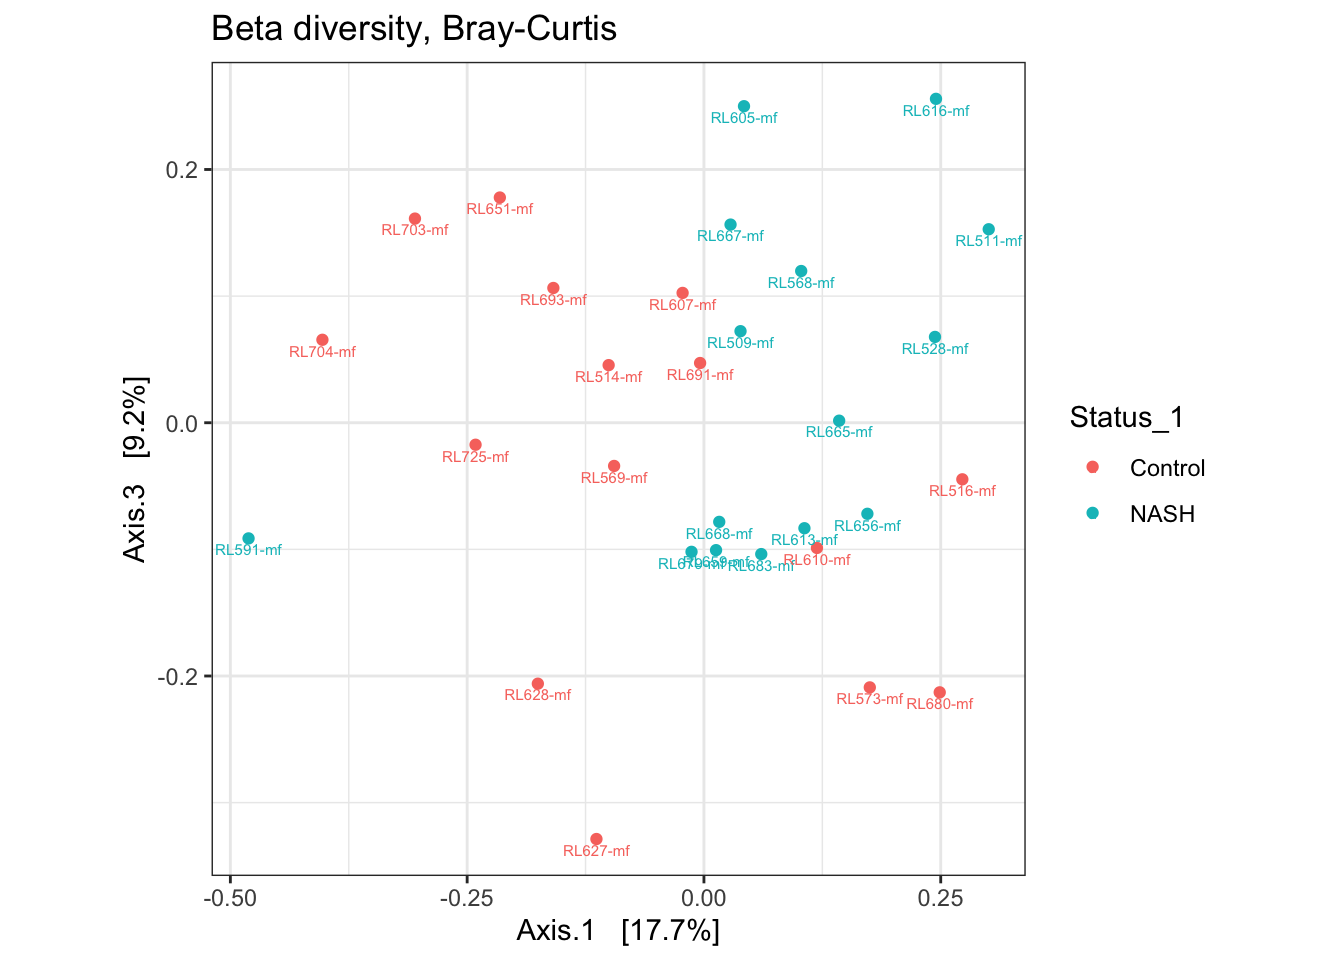 Beta diversity, Bray-Curtis
RL605-mf
RL616-mf
0.2
RL651-mf
RL703-mf
RL667-mf
RL511-mf
RL568-mf
RL693-mf
RL607-mf
RL509-mf
RL528-mf
RL704-mf
RL514-mf
RL691-mf
Axis.3 [9.2%]
0.0
RL665-mf
RL725-mf
RL569-mf
RL516-mf
RL656-mf
RL668-mf
RL613-mf
RL591-mf
RL659-mf
RL683-mf
RL610-mf
-0.2
RL628-mf
RL573-mf
RL680-mf
RL627-mf
-0.50
-0.25
0.00
0.25
Axis.1 [17.7%]
Status_1
Control
NASH